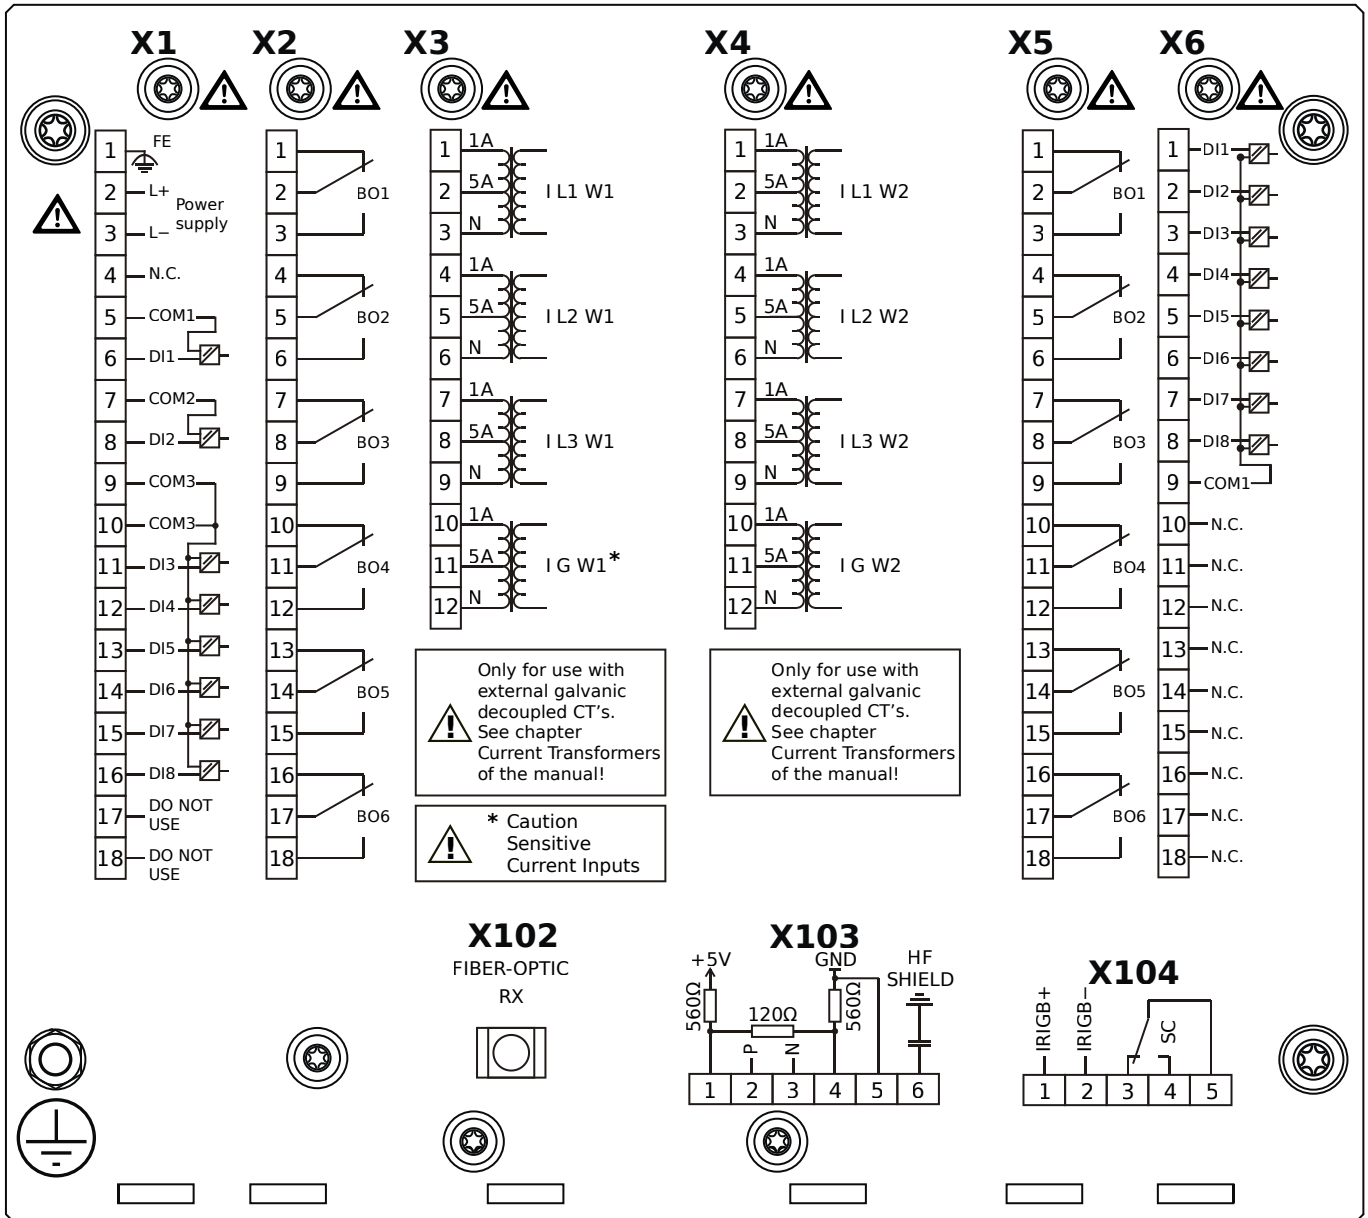 X1
X2
X3
X4
X5
X6
1 FE
2 L+
Power
supply
3 L−
4 N.C.
5 COM1
6 DI1
7 COM2
8 DI2
9 COM3
10 COM3
11 DI3
12 DI4
13 DI5
14 DI6
15 DI7
16 DI8
17 DO NOT
USE
18 DO NOT
USE
1
2 BO1
3
4
5 BO2
6
7
8 BO3
9
10
11 BO4
12
13
14 BO5
15
16
17 BO6
18
1 1A
2 5A I L1 W1
3 N
4 1A
5 5A I L2 W1
6 N
7 1A
8 5A I L3 W1
9 N
10 1A
11 5A I G W1*
12 N
Only for use with
external galvanic
decoupled CT's.
See chapter
Current Transformers
of the manual!
* Caution
Sensitive
Current Inputs
1 1A
2 5A I L1 W2
3 N
4 1A
5 5A I L2 W2
6 N
7 1A
8 5A I L3 W2
9 N
10 1A
11 5A I G W2
12 N
Only for use with
external galvanic
decoupled CT's.
See chapter
Current Transformers
of the manual!
1
2 BO1
3
4
5 BO2
6
7
8 BO3
9
10
11 BO4
12
13
14 BO5
15
16
17 BO6
18
1 DI1
2 DI2
3 DI3
4 DI4
5 DI5
6 DI6
7 DI7
8 DI8
9 COM1
10 N.C.
11 N.C.
12 N.C.
13 N.C.
14 N.C.
15 N.C.
16 N.C.
17 N.C.
18 N.C.
X102
FIBER-OPTIC
RX
X103
+5V
GND
HF
SHIELD
560Ω
120Ω
560Ω
P
N
1 2 3 4 5 6
X104
IRIGB+
IRIGB−
SC
1 2 3 4 5